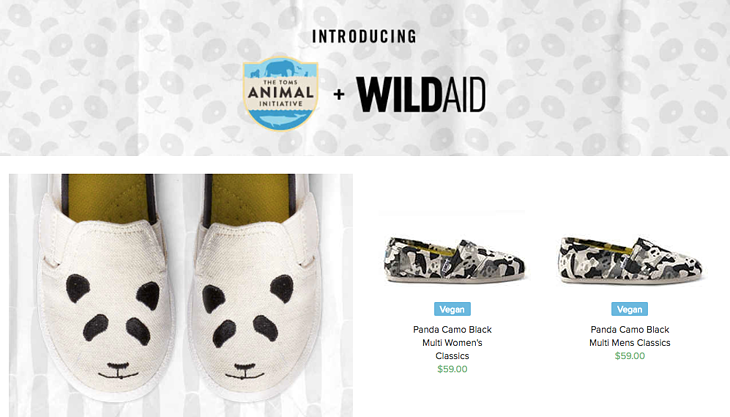 INTRODUCING
THE TOMS
ANIMAL
INITIATIVE
+ WILDAID
Vegan
Panda Camo Black
Multi Women's
Classics
$59.00
Vegan
Panda Camo Black
Multi Mens Classics
$59.00